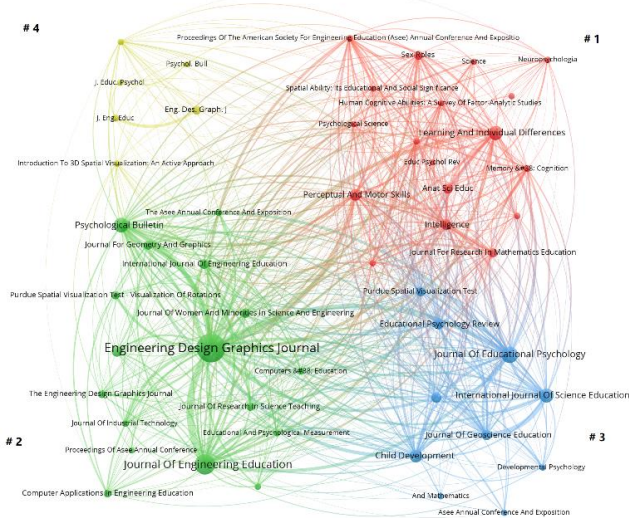 # 4
# 1
Proceedings Of The American Society For Engineering Education (Asee) Annual Conference And Expositio
Sex Roles
Science
Neuropsychologia
Psychol. Bull
J. Educ. Psychol
Spatial Ability: Its Educational And Social Significance
Human Cognitive Abilities: A Survey Of Factor-Analytic Studies
Eng. Des. Graph. J
J. Eng. Educ
Psychological Science
Learning And Individual Differences
Introduction To 3D Spatial Visualization: An Active Approach
Educ Psychol Rev
Memory &#38; Cognition
Perceptual And Motor Skills
Anat Sci Educ
The Asee Annual Conference And Exposition
Psychological Bulletin
Intelligence
Journal For Geometry And Graphics
Journal For Research In Mathematics Education
International Journal Of Engineering Education
Purdue Spatial Visualization Test - Visualization Of Rotations
Purdue Spatial Visualization Test
Journal Of Women And Minorities In Science And Engineering
Educational Psychology Review
Engineering Design Graphics Journal
Journal Of Educational Psychology
Computers &#38; Education
The Engineering Design Graphics Journal
International Journal Of Science Education
Journal Of Research In Science Teaching
Journal Of Industrial Technology
Educational And Psychological Measurement
Journal Of Geoscience Education
# 3
# 2
Proceedings Of Asee Annual Conference
Child Development
Journal Of Engineering Education
Developmental Psychology
Computer Applications In Engineering Education
And Mathematics
Asee Annual Conference And Exposition